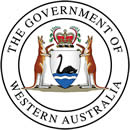 THE GOVERNMENT OF
WESTERN AUSTRALIA